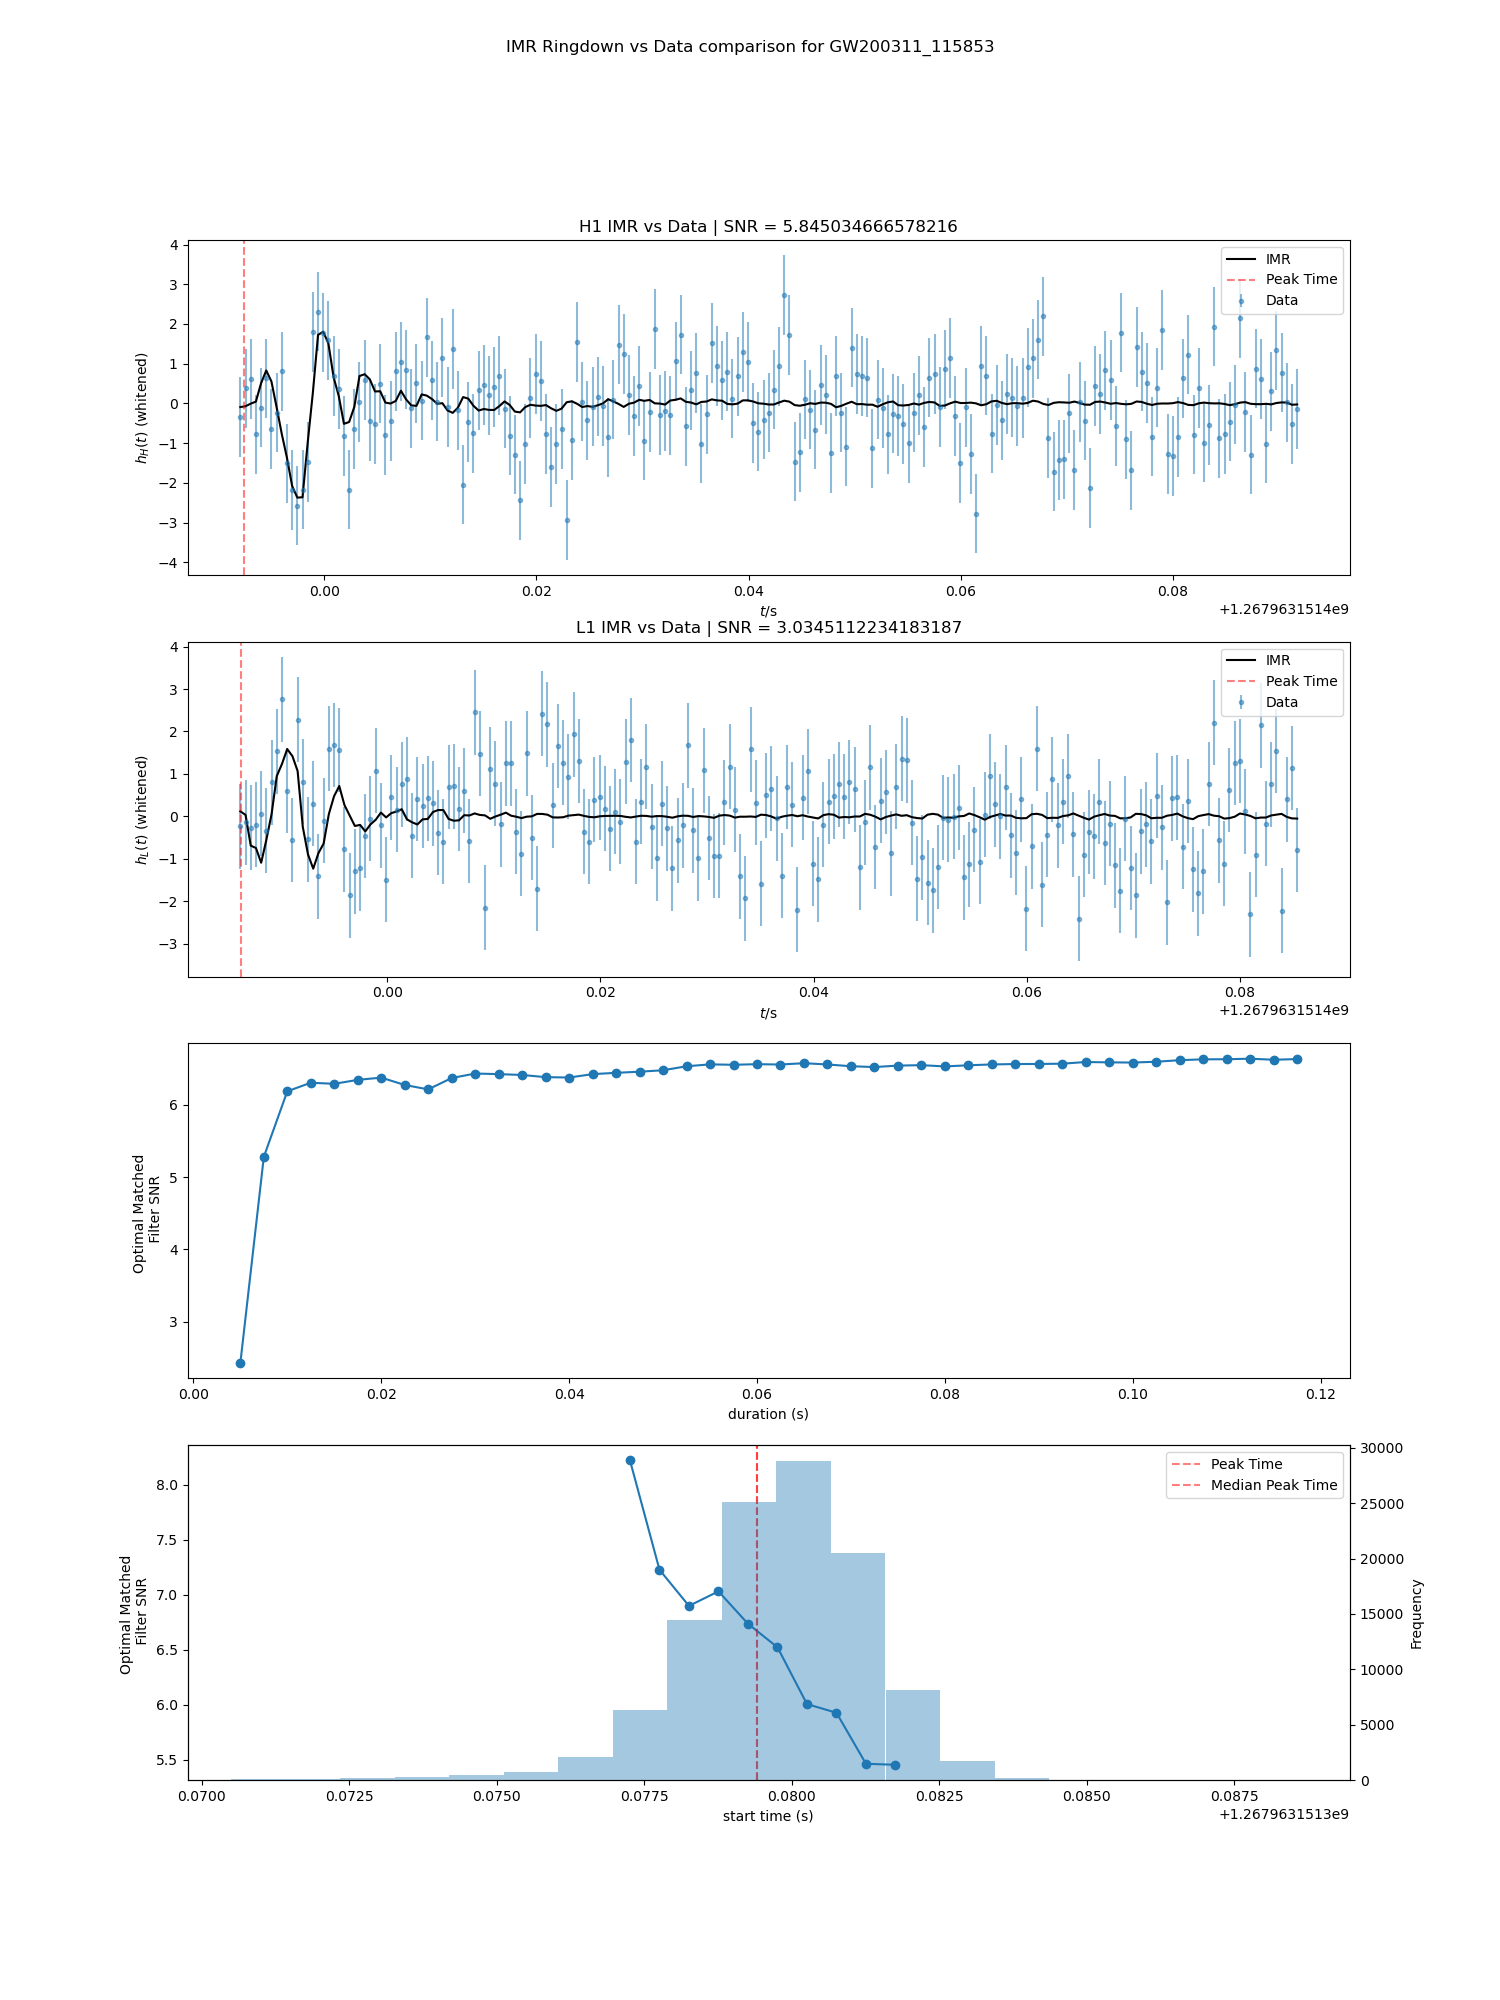 IMR Ringdown vs Data comparison for GW200311_115853
H1 IMR vs Data | SNR = 5.845034666578216
4
3
2
1
0
−1
−2
−3
−4
h_H(t) (whitened)
IMR
Peak Time
Data
0.00 0.02 0.04 0.06 0.08
t/s
+1.2679631514e9
L1 IMR vs Data | SNR = 3.0345112234183187
4
3
2
1
0
−1
−2
−3
h_L(t) (whitened)
IMR
Peak Time
Data
0.00 0.02 0.04 0.06 0.08
t/s
+1.2679631514e9
6
5
4
3
Optimal Matched
Filter SNR
0.00 0.02 0.04 0.06 0.08 0.10 0.12
duration (s)
8.0
7.5
7.0
6.5
6.0
5.5
Optimal Matched
Filter SNR
Peak Time
Median Peak Time
30000
25000
20000
15000
10000
5000
0
Frequency
0.0700 0.0725 0.0750 0.0775 0.0800 0.0825 0.0850 0.0875
start time (s)
+1.2679631513e9